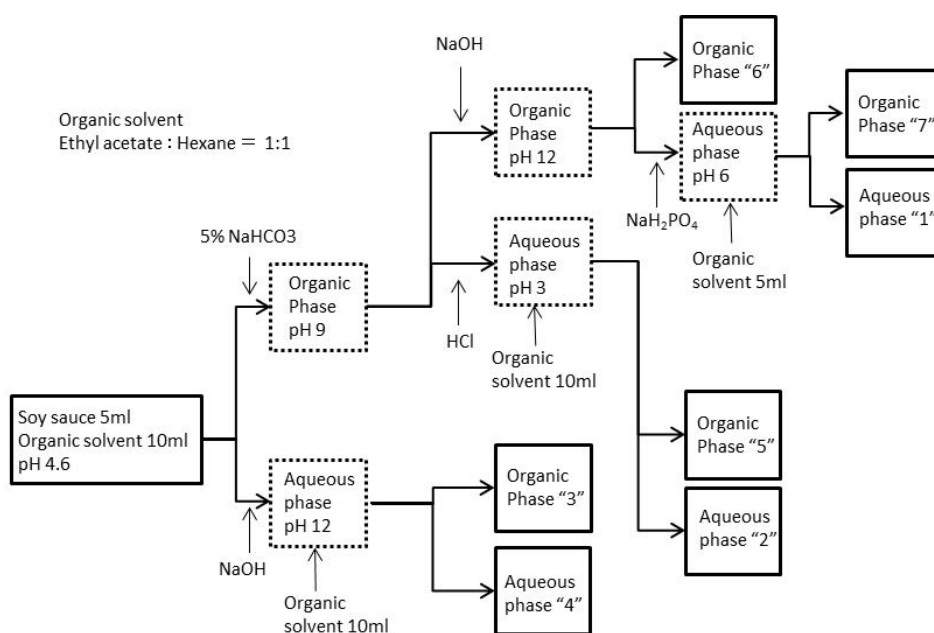 Organic solvent
Ethyl acetate : Hexane = 1:1
Soy sauce 5ml
Organic solvent 10ml
pH 4.6
5% NaHCO3
Organic
Phase
pH 9
NaOH
Aqueous
phase
pH 12
Organic
solvent 10ml
NaOH
Organic
Phase
pH 12
HCl
Aqueous
phase
pH 3
Organic
solvent 10ml
Organic
Phase “3”
Aqueous
phase “4”
Organic
Phase “6”
NaH₂PO₄
Aqueous
phase
pH 6
Organic
solvent 5ml
Organic
Phase “7”
Aqueous
phase “1”
Organic
Phase “5”
Aqueous
phase “2”